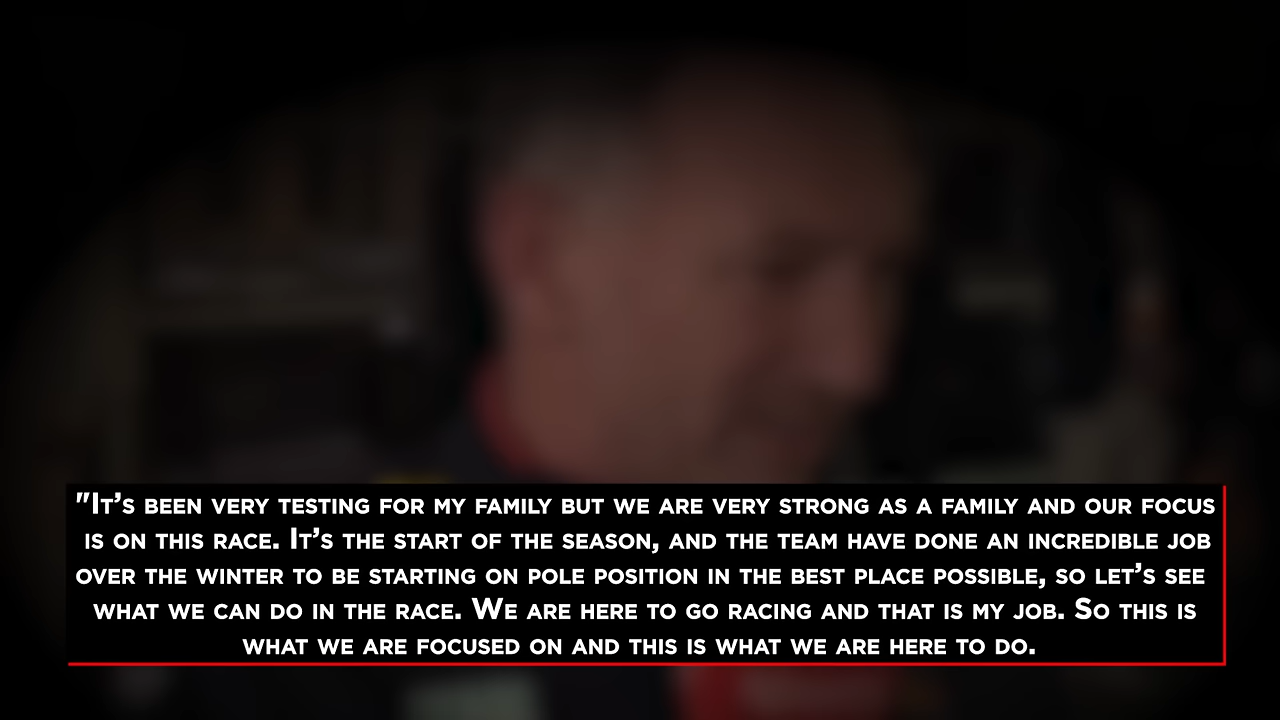 "It's been very testing for my family but we are very strong as a family and our focus
is on this race. It's the start of the season, and the team have done an incredible job
over the winter to be starting on pole position in the best place possible, so let's see
what we can do in the race. We are here to go racing and that is my job. So this is
what we are focused on and this is what we are here to do.